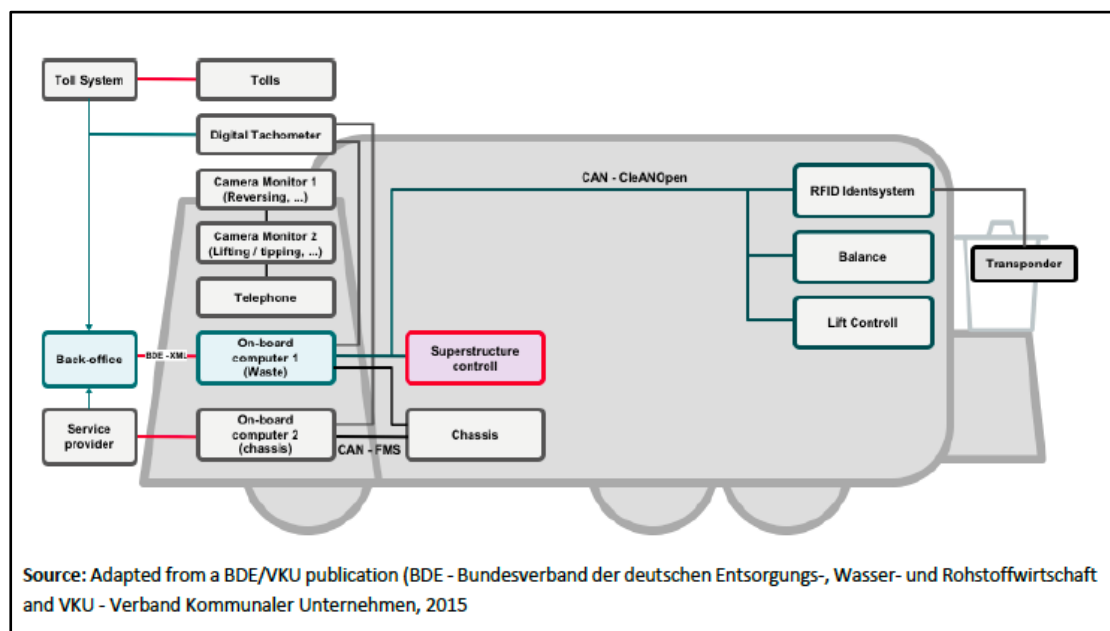 Toll System
Tolls
Digital Tachometer
Camera Monitor 1
(Reversing, ...)
CAN - CleANOpen
RFID Identsystem
Camera Monitor 2
(Lifting / tipping, ...)
Balance
Transponder
Telephone
Lift Controll
Back-office
BDE -XML
On-board
computer 1
(Waste)
Superstructure
controll
Service
provider
On-board
computer 2
(chassis)
CAN - FMS
Chassis
Source: Adapted from a BDE/VKU publication (BDE - Bundesverband der deutschen Entsorgungs-, Wasser- und Rohstoffwirtschaft
and VKU - Verband Kommunaler Unternehmen, 2015